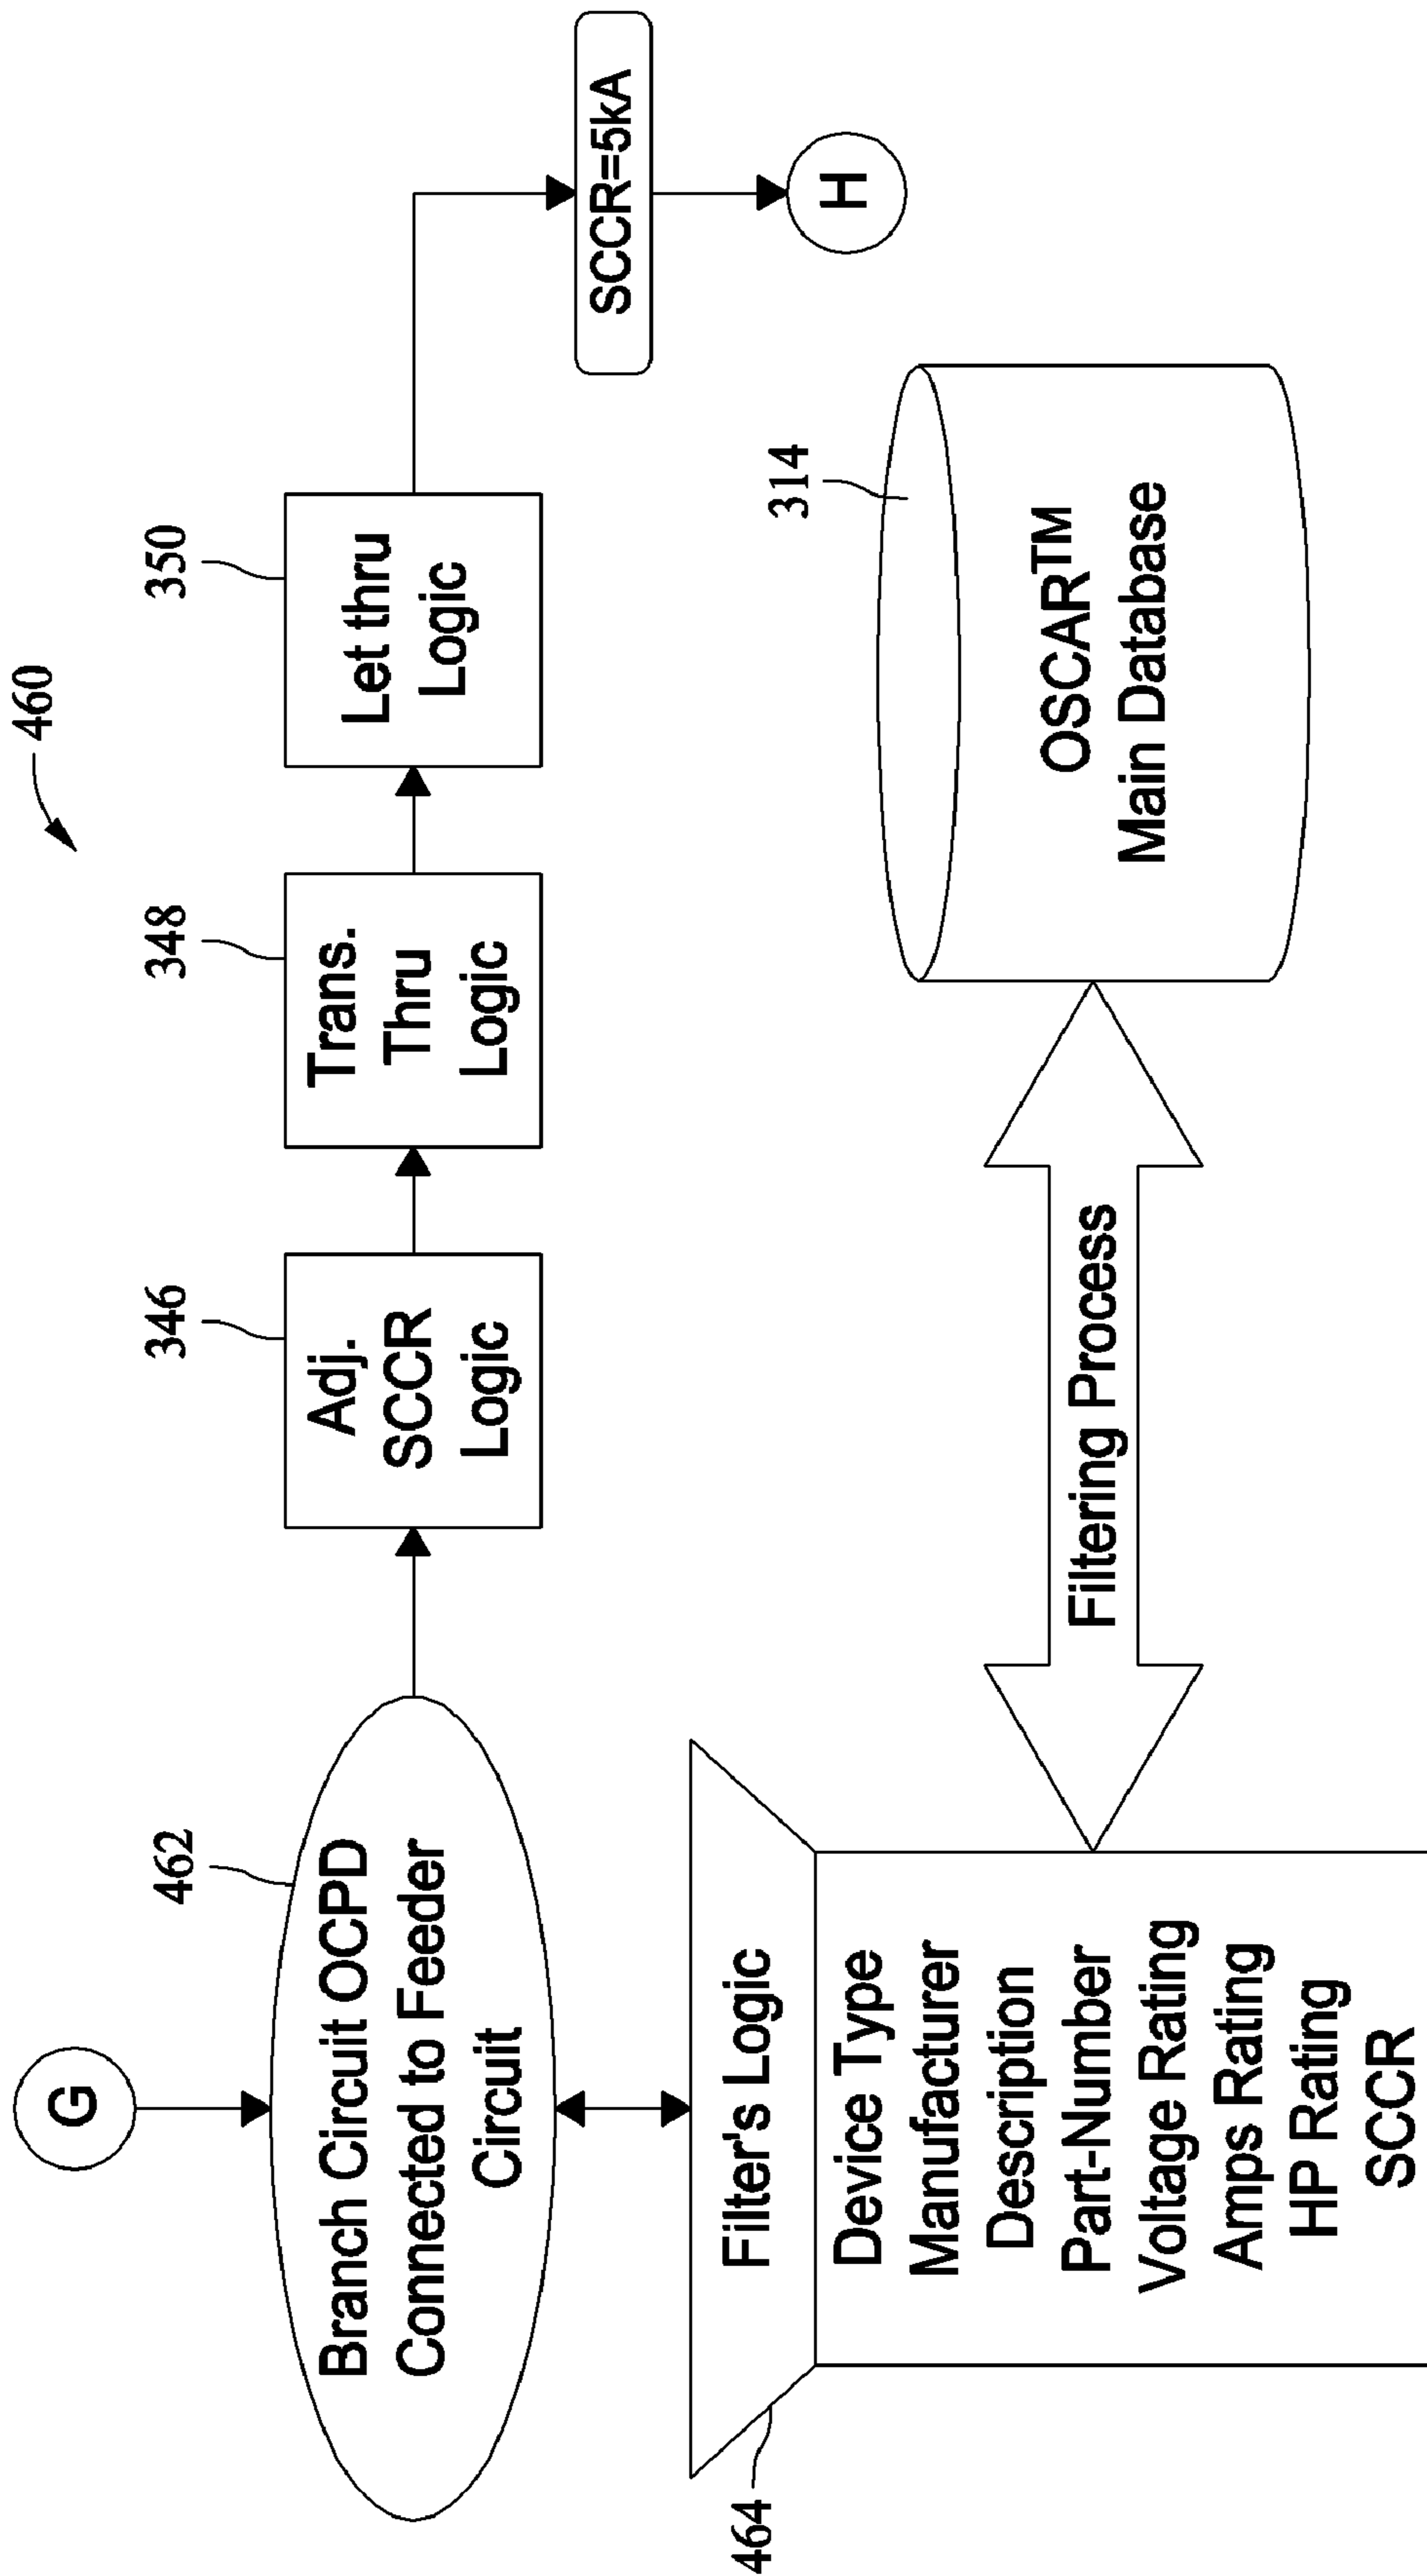 460
G
462
Branch Circuit OCPD
Connected to Feeder
Circuit
346
Adj.
SCCR
Logic
348
Trans.
Thru
Logic
350
Let thru
Logic
SCCR=5kA
H
464
Filter's Logic
Device Type
Manufacturer
Description
Part-Number
Voltage Rating
Amps Rating
HP Rating
SCCR
Filtering Process
314
OSCAR™
Main Database